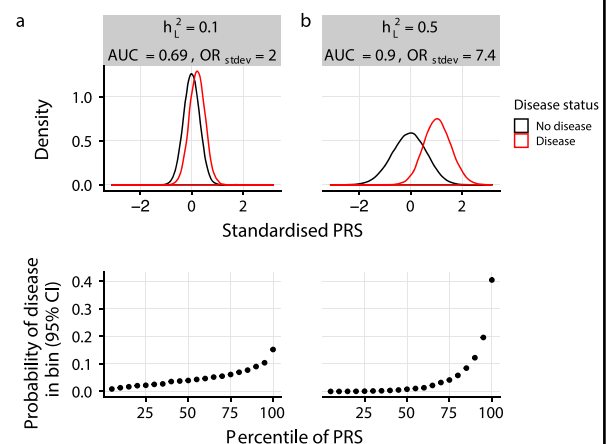 a
b
h_L^2 = 0.1
h_L^2 = 0.5
AUC = 0.69 , OR stdev = 2
AUC = 0.9 , OR stdev = 7.4
Density
1.0
0.5
0.0
−2 0 2
−2 0 2
Standardised PRS
Disease status
No disease
Disease
Probability of disease
in bin (95% CI)
0.4
0.3
0.2
0.1
0.0
25 50 75 100
25 50 75 100
Percentile of PRS